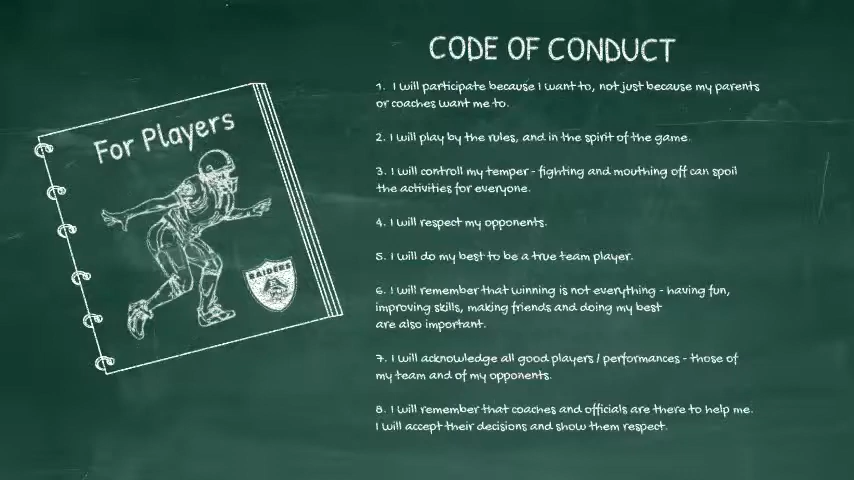 CODE OF CONDUCT
1. I will participate because I want to, not just because my parents
or coaches want me to.
2. I will play by the rules, and in the spirit of the game.
3. I will controll my temper - fighting and mouthing off can spoil
the activities for everyone.
4. I will respect my opponents.
5. I will do my best to be a true team player.
6. I will remember that winning is not everything - having fun,
improving skills, making friends and doing my best
are also important.
7. I will acknowledge all good players / performances - those of
my team and of my opponents.
8. I will remember that coaches and officials are there to help me.
I will accept their decisions and show them respect.
For Players
RAIDERS